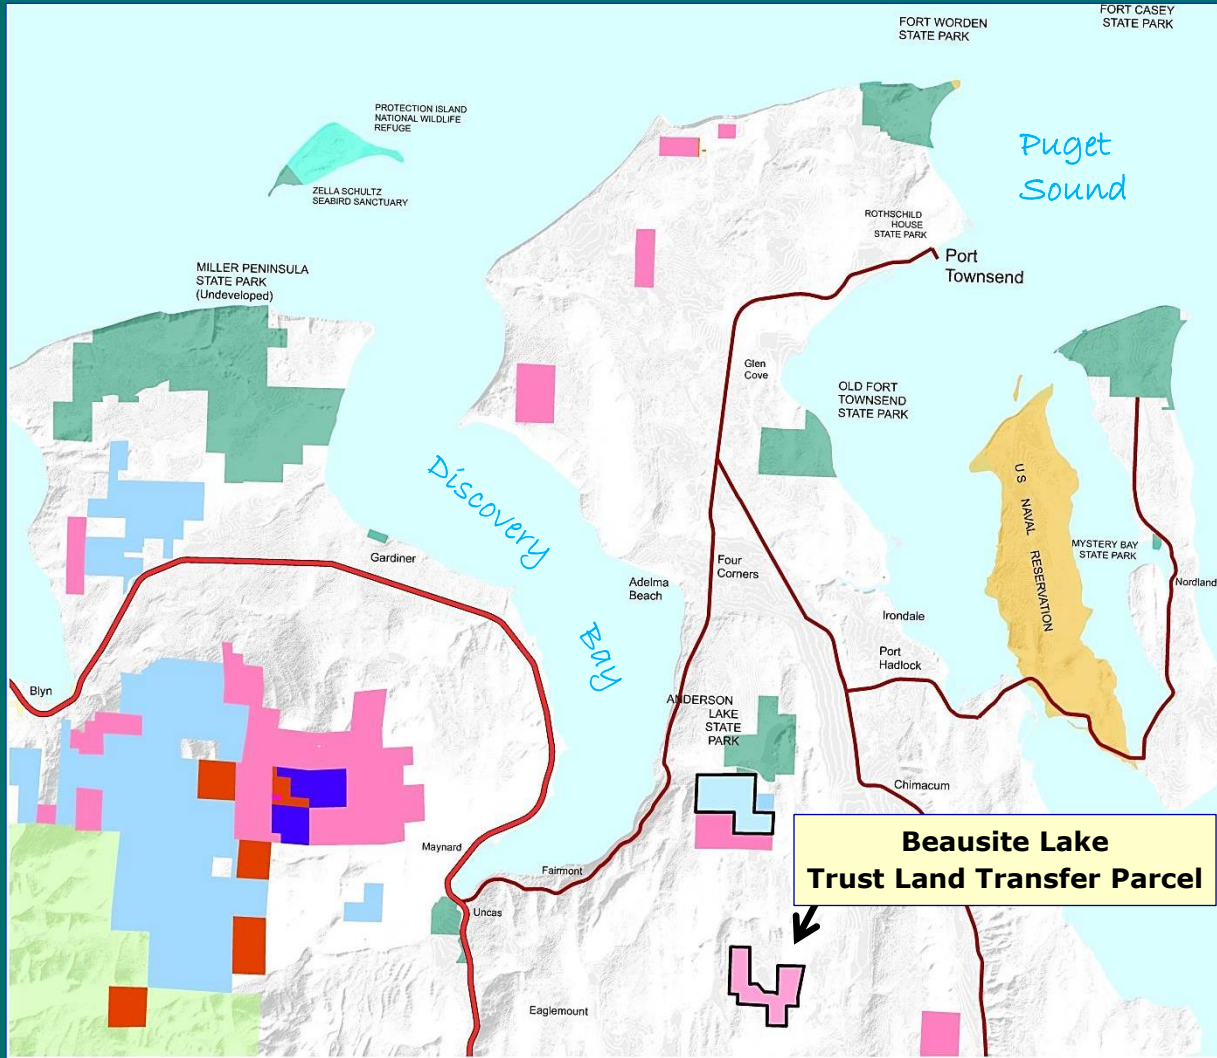 FORT WORDEN
STATE PARK
FORT CASEY
STATE PARK
PROTECTION ISLAND
NATIONAL WILDLIFE
REFUGE
ZELLA SCHULTZ
SEABIRD SANCTUARY
Puget
Sound
ROTHSCHILD
HOUSE
STATE PARK
Port
Townsend
MILLER PENINSULA
STATE PARK
(Undeveloped)
Glen
Cove
OLD FORT
TOWNSEND
STATE PARK
Discovery
Bay
U S NAVAL RESERVATION
MYSTERY BAY
STATE PARK
Nordland
Gardiner
Adelma
Beach
Four
Corners
Irondale
Port
Hadlock
Blyn
ANDERSON
LAKE
STATE
PARK
Chimacum
Maynard
Fairmont
Uncas
Eaglemount
Beausite Lake
Trust Land Transfer Parcel